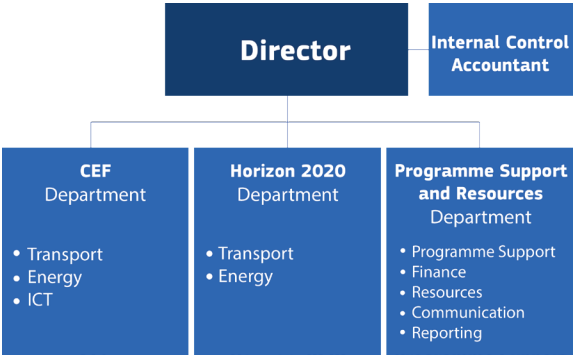 Director
Internal Control
Accountant
CEF
Department
• Transport
• Energy
• ICT
Horizon 2020
Department
• Transport
• Energy
Programme Support
and Resources
Department
• Programme Support
• Finance
• Resources
• Communication
• Reporting